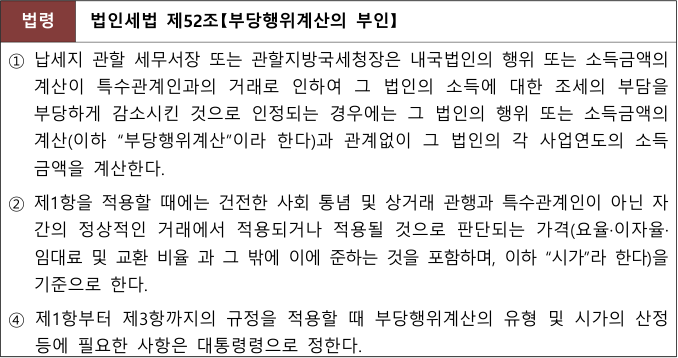 법령 법인세법 제52조【부당행위계산의 부인】
① 납세지 관할 세무서장 또는 관할지방국세청장은 내국법인의 행위 또는 소득금액의
계산이 특수관계인과의 거래로 인하여 그 법인의 소득에 대한 조세의 부담을
부당하게 감소시킨 것으로 인정되는 경우에는 그 법인의 행위 또는 소득금액의
계산(이하 “부당행위계산”이라 한다)과 관계없이 그 법인의 각 사업연도의 소득
금액을 계산한다.
② 제1항을 적용할 때에는 건전한 사회 통념 및 상거래 관행과 특수관계인이 아닌 자
간의 정상적인 거래에서 적용되거나 적용될 것으로 판단되는 가격(요율·이자율·
임대료 및 교환 비율 과 그 밖에 이에 준하는 것을 포함하며, 이하 “시가”라 한다)을
기준으로 한다.
④ 제1항부터 제3항까지의 규정을 적용할 때 부당행위계산의 유형 및 시가의 산정
등에 필요한 사항은 대통령령으로 정한다.